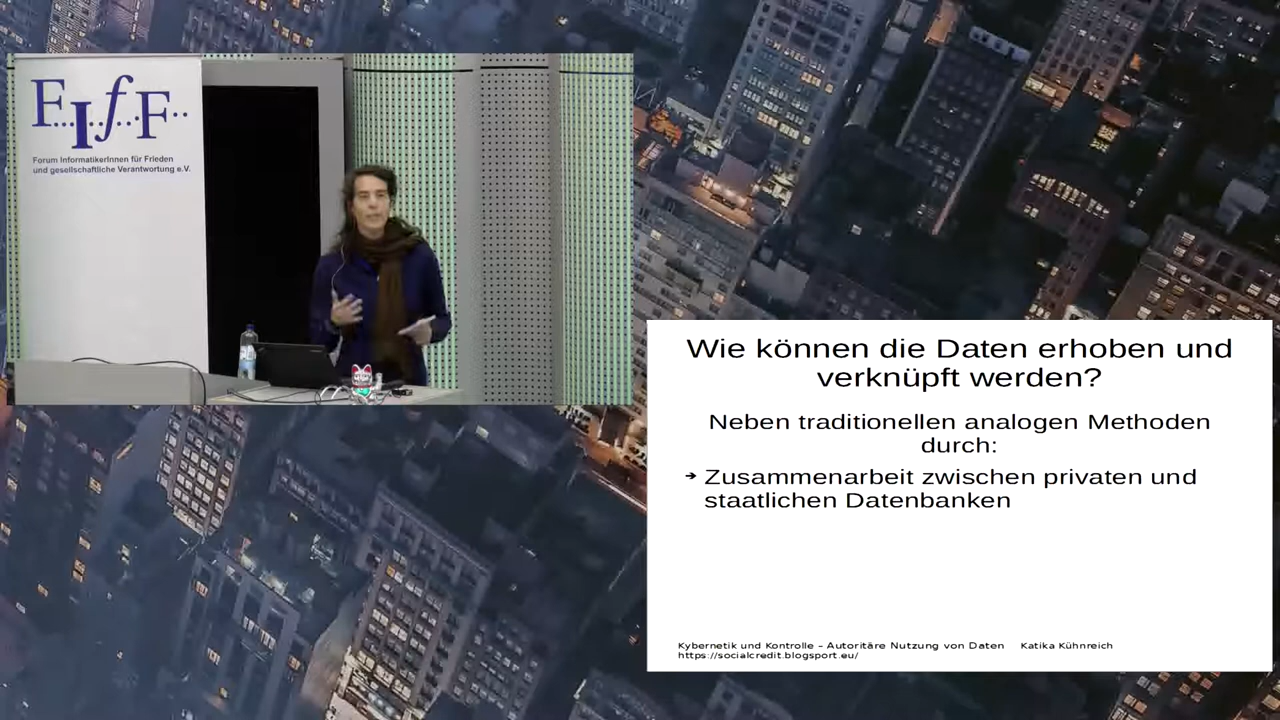 F..I..f..F..
Forum InformatikerInnen für Frieden
und gesellschaftliche Verantwortung e.V.
Wie können die Daten erhoben und
verknüpft werden?
Neben traditionellen analogen Methoden
durch:
➔ Zusammenarbeit zwischen privaten und
staatlichen Datenbanken
Kybernetik und Kontrolle – Autoritäre Nutzung von Daten Katika Kühnreich
https://socialcredit.blogsport.eu/